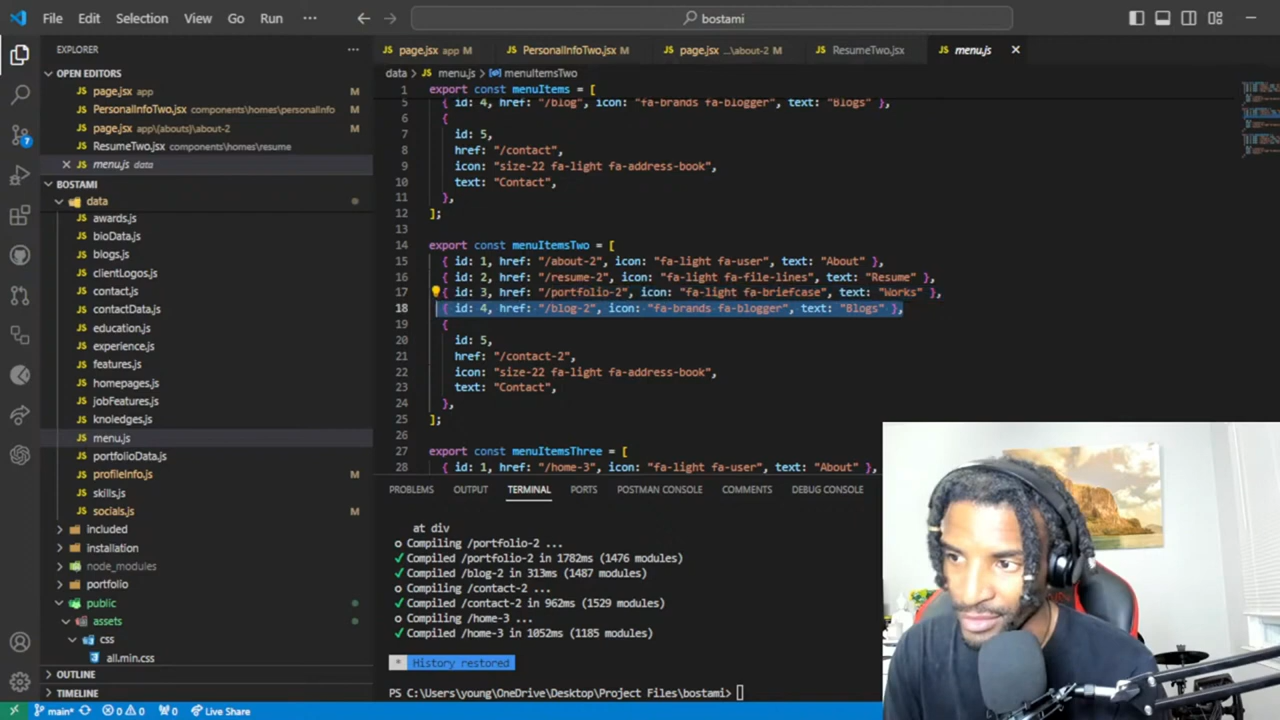 File Edit Selection View Go Run ··· bostami
EXPLORER ···
OPEN EDITORS
page.jsx app M
PersonalInfoTwo.jsx components\homes\personalInfo
page.jsx app\(abouts)\about-2 M
ResumeTwo.jsx components\homes\resume
menu.js data
BOSTAMI
data
JS awards.js
JS bioData.js
JS blogs.js
JS clientLogos.js
JS contact.js
JS contactData.js
JS education.js
JS experience.js
JS features.js
JS homepages.js
JS jobFeatures.js
JS knoledges.js
JS menu.js
JS portfolioData.js
JS profileInfo.js M
JS skills.js
JS socials.js M
included
installation
node_modules
portfolio
public
assets
css
all.min.css
OUTLINE
TIMELINE
page.jsx app M PersonalInfoTwo.jsx M page.jsx ...\about-2 M ResumeTwo.jsx JS menu.js
data > JS menu.js > menuItemsTwo
1 export const menuItems = [
5 { id: 4, href: "/blog", icon: "fa-brands fa-blogger", text: "Blogs" },
6 {
7 id: 5,
8 href: "/contact",
9 icon: "size-22 fa-light fa-address-book",
10 text: "Contact",
11 },
12 ];
13
14 export const menuItemsTwo = [
15 { id: 1, href: "/about-2", icon: "fa-light fa-user", text: "About" },
16 { id: 2, href: "/resume-2", icon: "fa-light fa-file-lines", text: "Resume" },
17 { id: 3, href: "/portfolio-2", icon: "fa-light fa-briefcase", text: "Works" },
18 { id: 4, href: "/blog-2", icon: "fa-brands fa-blogger", text: "Blogs" },
19 {
20 id: 5,
21 href: "/contact-2",
22 icon: "size-22 fa-light fa-address-book",
23 text: "Contact",
24 },
25 ];
26
27 export const menuItemsThree = [
28 { id: 1, href: "/home-3", icon: "fa-light fa-user", text: "About" },
PROBLEMS OUTPUT TERMINAL PORTS POSTMAN CONSOLE COMMENTS DEBUG CONSOLE
at div
○ Compiling /portfolio-2 ...
✓ Compiled /portfolio-2 in 1782ms (1476 modules)
✓ Compiled /blog-2 in 313ms (1487 modules)
○ Compiling /contact-2 ...
✓ Compiled /contact-2 in 962ms (1529 modules)
○ Compiling /home-3 ...
✓ Compiled /home-3 in 1052ms (1185 modules)
* History restored
PS C:\Users\young\OneDrive\Desktop\Project Files\bostami>
7
main* 0 0 0 Live Share